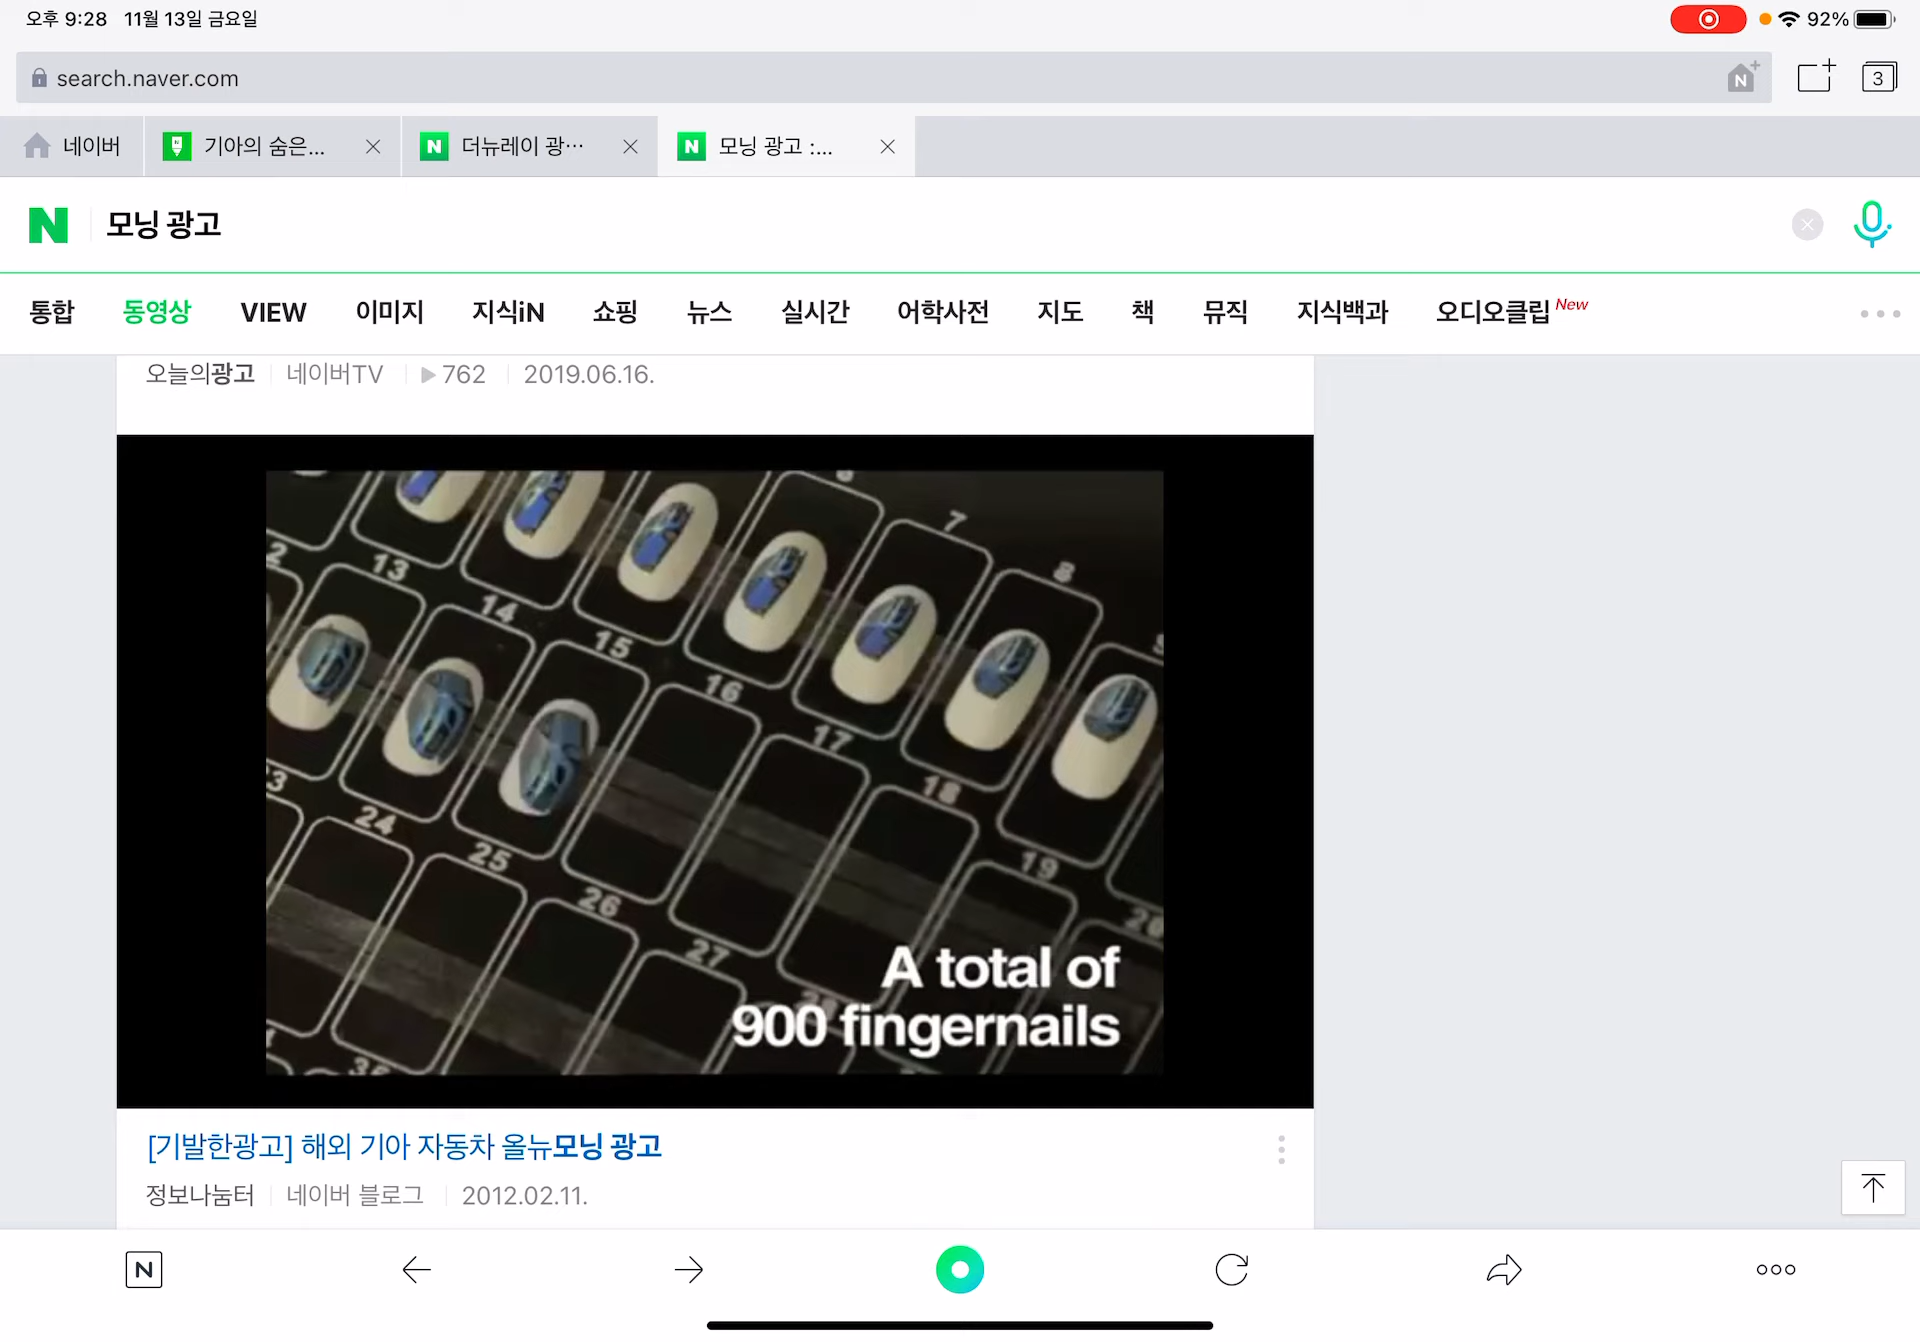 오후 9:28 11월 13일 금요일
92%
search.naver.com
N
3
네이버
기아의 숨은...
N 더뉴레이 광...
N 모닝 광고 :...
N 모닝 광고
통합 동영상 VIEW 이미지 지식iN 쇼핑 뉴스 실시간 어학사전 지도 책 뮤직 지식백과 오디오클립 New
오늘의광고 네이버TV 762 2019.06.16.
7
8
13
14
15
16
17
18
19
24
25
26
27
A total of
900 fingernails
[기발한광고] 해외 기아 자동차 올뉴모닝 광고
정보나눔터 네이버 블로그 2012.02.11.
N